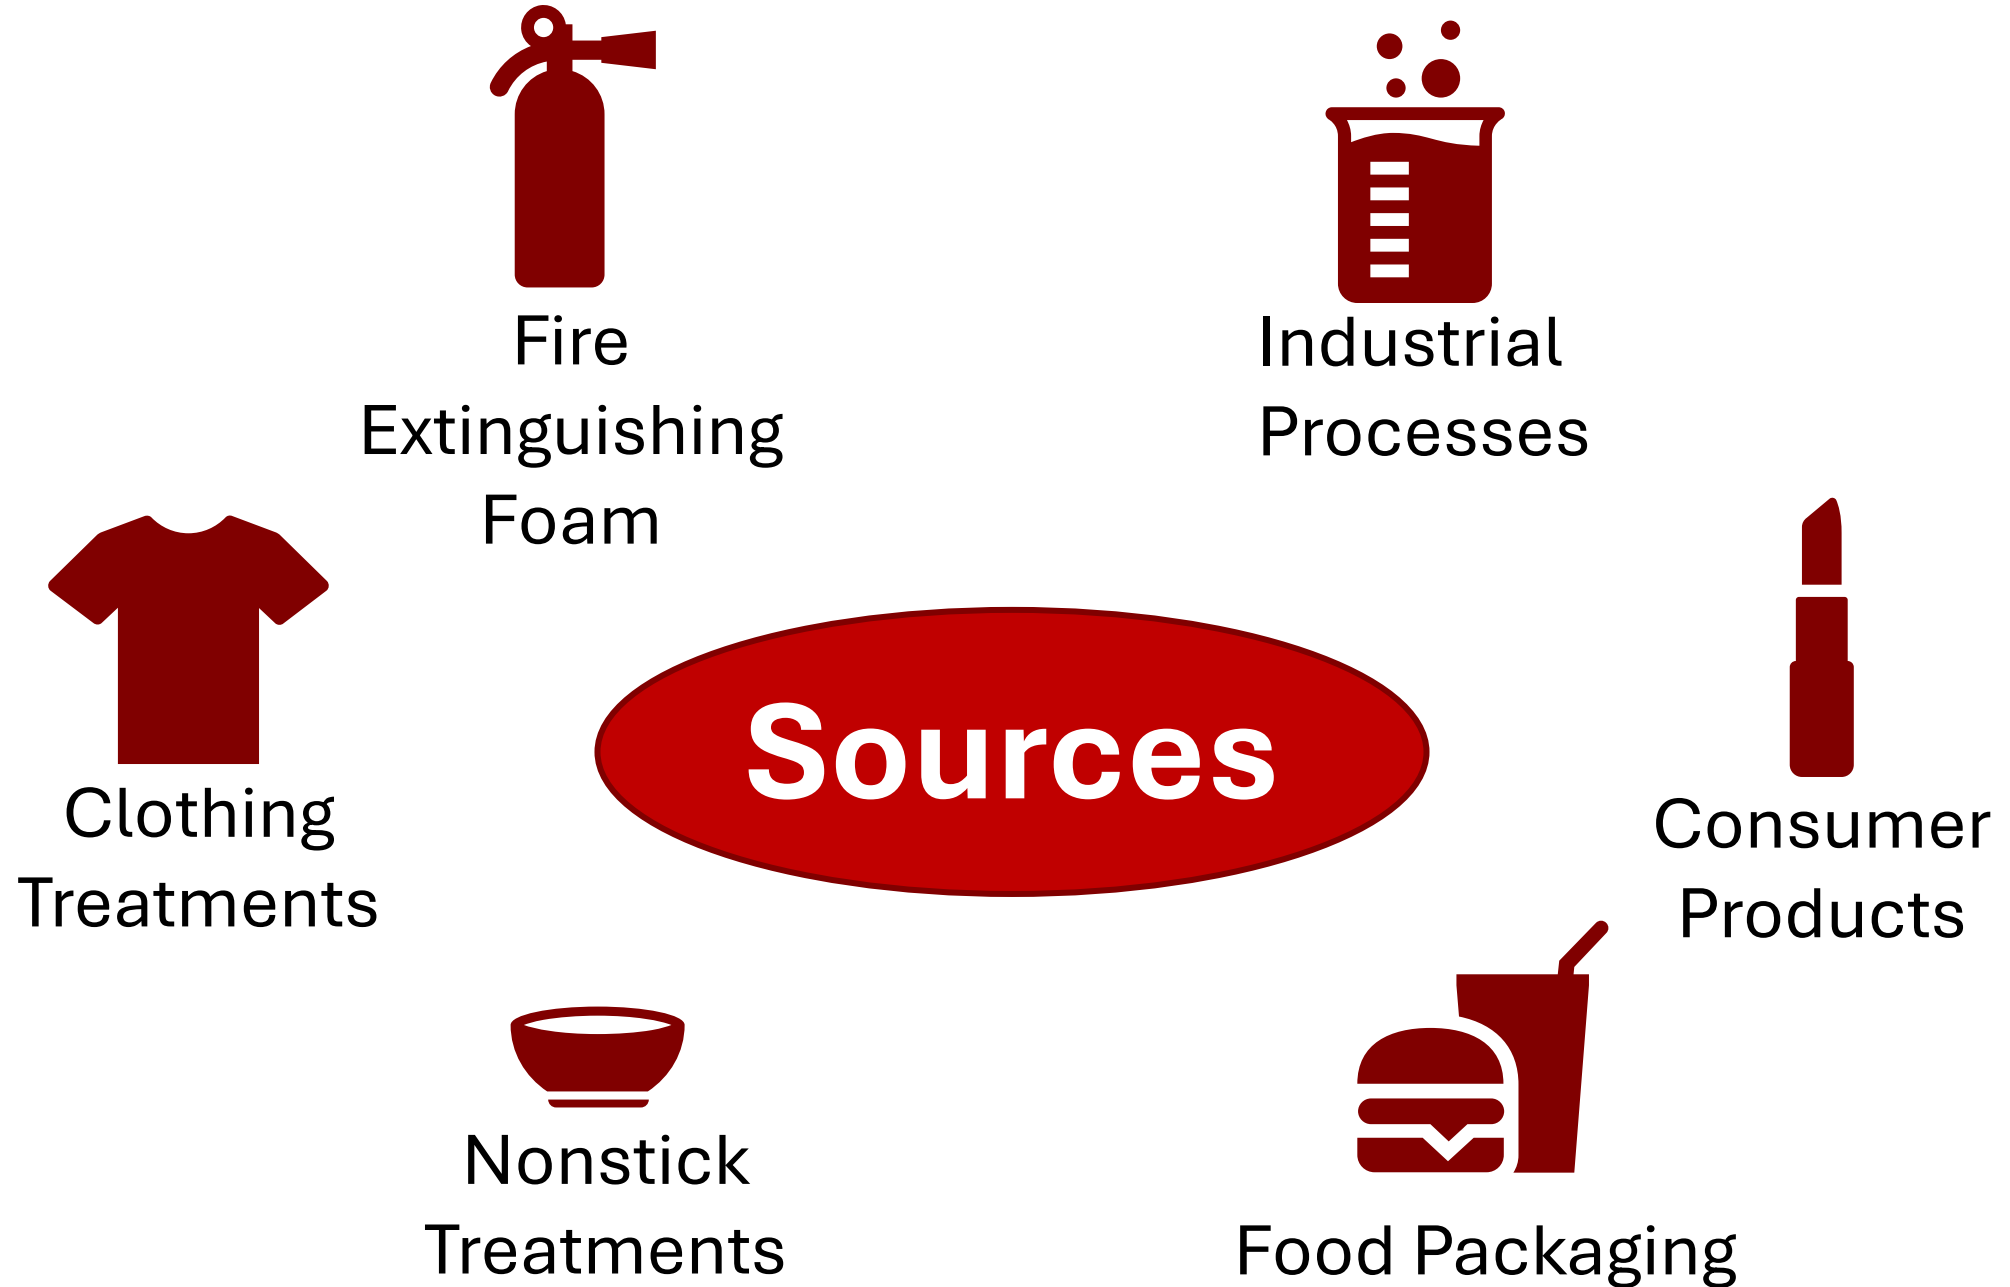 Fire
Extinguishing
Foam
Industrial
Processes
Clothing
Treatments
Sources
Consumer
Products
Nonstick
Treatments
Food Packaging